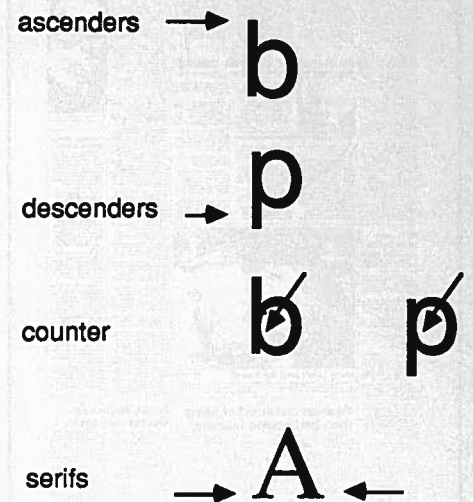 ascenders b
p
descenders
counter b p
serifs A